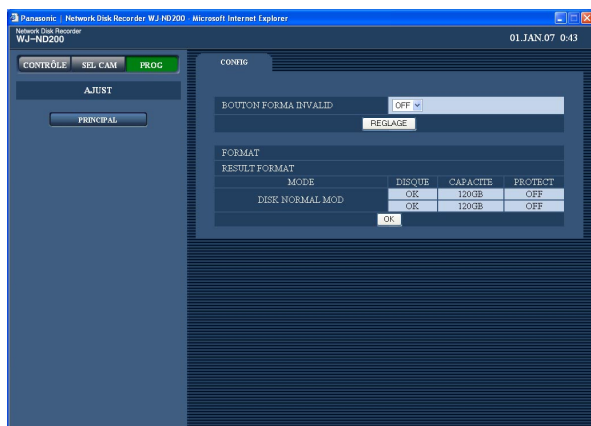 Panasonic | Network Disk Recorder WJ-ND200 - Microsoft Internet Explorer
Network Disk Recorder
WJ-ND200
01.JAN.07 0:43
CONTRÔLE SEL CAM PROG
CONFIG
AJUST
PRINCIPAL
BOUTON FORMA INVALID OFF
REGLAGE
FORMAT
RESULT FORMAT
MODE DISQUE CAPACITE PROTECT
DISK NORMAL MOD
OK 120GB OFF
OK 120GB OFF
OK